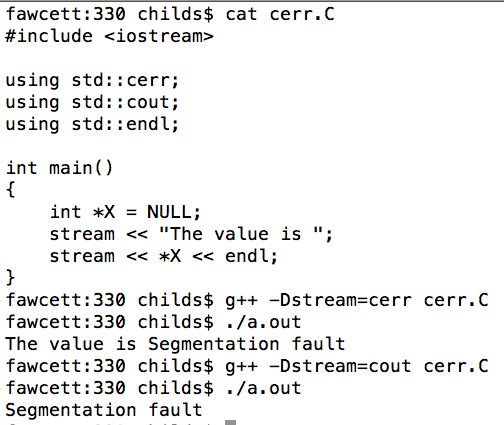 fawcett:330 childs$ cat cerr.C
#include <iostream>
using std::cerr;
using std::cout;
using std::endl;
int main()
{
int *X = NULL;
stream << "The value is ";
stream << *X << endl;
}
fawcett:330 childs$ g++ -Dstream=cerr cerr.C
fawcett:330 childs$ ./a.out
The value is Segmentation fault
fawcett:330 childs$ g++ -Dstream=cout cerr.C
fawcett:330 childs$ ./a.out
Segmentation fault